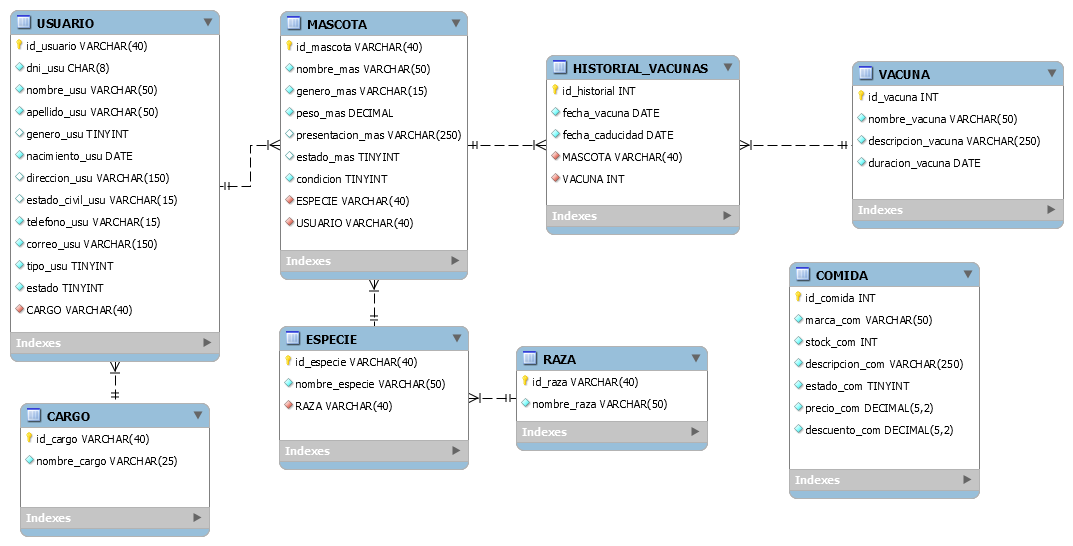 USUARIO
id_usuario VARCHAR(40)
dni_usu CHAR(8)
nombre_usu VARCHAR(50)
apellido_usu VARCHAR(50)
genero_usu TINYINT
nacimiento_usu DATE
direccion_usu VARCHAR(150)
estado_civil_usu VARCHAR(15)
telefono_usu VARCHAR(15)
correo_usu VARCHAR(150)
tipo_usu TINYINT
estado TINYINT
CARGO VARCHAR(40)
Indexes
MASCOTA
id_mascota VARCHAR(40)
nombre_mas VARCHAR(50)
genero_mas VARCHAR(15)
peso_mas DECIMAL
presentacion_mas VARCHAR(250)
estado_mas TINYINT
condicion TINYINT
ESPECIE VARCHAR(40)
USUARIO VARCHAR(40)
Indexes
HISTORIAL_VACUNAS
id_historial INT
fecha_vacuna DATE
fecha_caducidad DATE
MASCOTA VARCHAR(40)
VACUNA INT
Indexes
VACUNA
id_vacuna INT
nombre_vacuna VARCHAR(50)
descripcion_vacuna VARCHAR(250)
duracion_vacuna DATE
Indexes
COMIDA
id_comida INT
marca_com VARCHAR(50)
stock_com INT
descripcion_com VARCHAR(250)
estado_com TINYINT
precio_com DECIMAL(5,2)
descuento_com DECIMAL(5,2)
Indexes
ESPECIE
id_especie VARCHAR(40)
nombre_especie VARCHAR(50)
RAZA VARCHAR(40)
Indexes
RAZA
id_raza VARCHAR(40)
nombre_raza VARCHAR(50)
Indexes
CARGO
id_cargo VARCHAR(40)
nombre_cargo VARCHAR(25)
Indexes